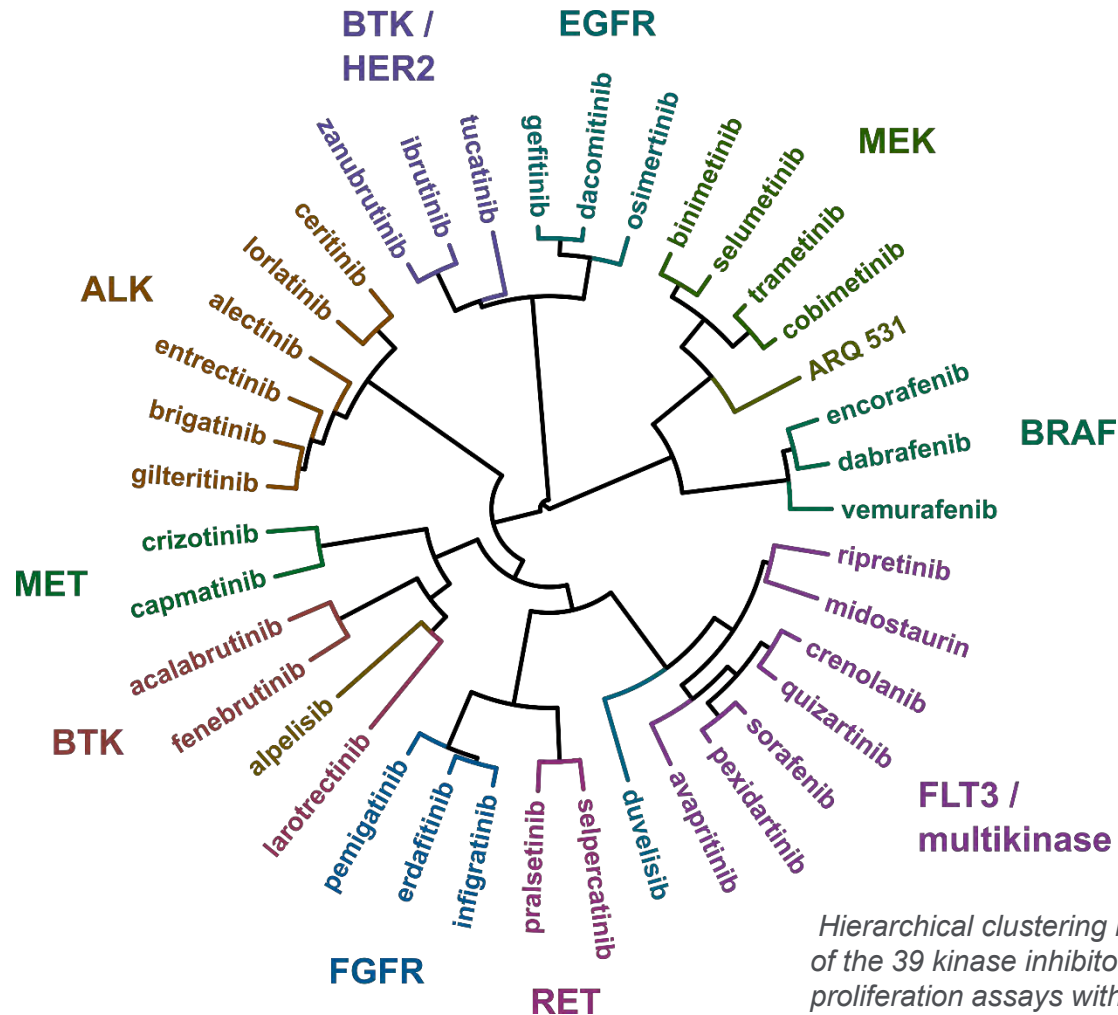 BTK /
HER2
EGFR
MEK
BRAF
FLT3 /
multikinase
RET
FGFR
BTK
MET
ALK
zanubrutinib
ibrutinib
tucatinib
gefitinib
dacomitinib
osimertinib
binimetinib
selumetinib
trametinib
cobimetinib
ARQ 531
encorafenib
dabrafenib
vemurafenib
ripretinib
midostaurin
crenolanib
quizartinib
sorafenib
pexidartinib
avapritinib
duvelisib
selpercatinib
pralsetinib
infigratinib
erdafitinib
pemigatinib
larotrectinib
alpelisib
fenebrutinib
acalabrutinib
capmatinib
crizotinib
gilteritinib
brigatinib
entrectinib
alectinib
lorlatinib
ceritinib
Hierarchical clustering
of the 39 kinase
proliferation assays with